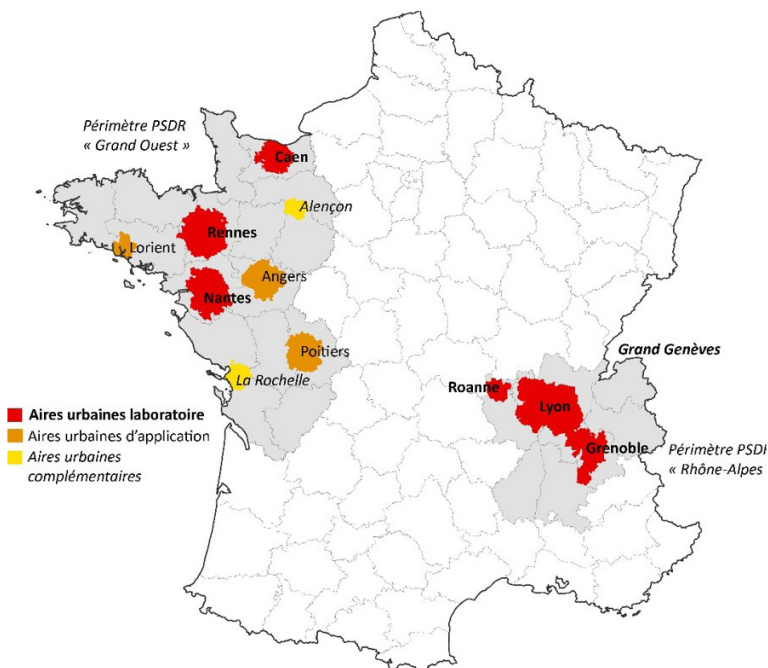 Périmètre PSDR
« Grand Ouest »
Caen
Alençon
Rennes
Lorient
Angers
Nantes
Poitiers
La Rochelle
Grand Genèves
Roanne
Lyon
Grenoble
Périmètre PSD
« Rhône-Alpes
Aires urbaines laboratoire
Aires urbaines d'application
Aires urbaines
complémentaires